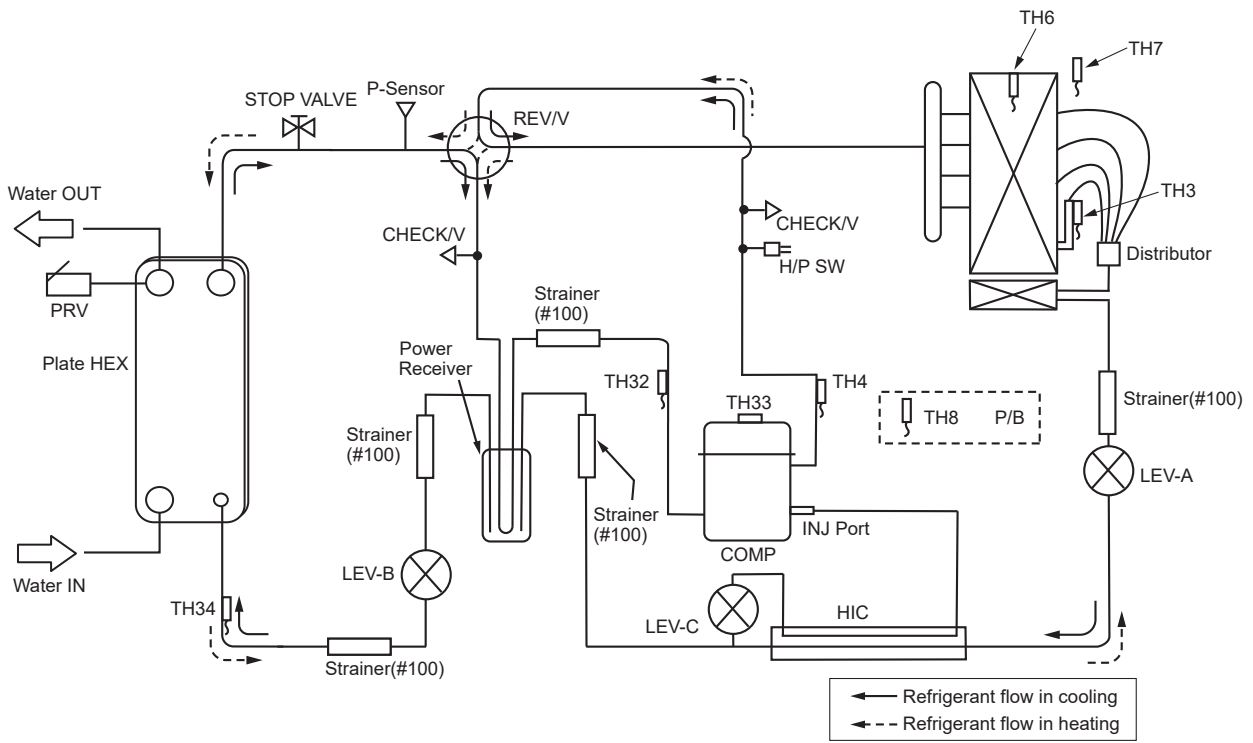 TH6
TH7
P-Sensor
STOP VALVE
REV/V
Water OUT
TH3
CHECK/V
CHECK/V
Distributor
H/P SW
PRV
Strainer
(#100)
Plate HEX
Power
Receiver
TH32
TH4
TH33
Strainer(#100)
TH8
P/B
Strainer
(#100)
LEV-A
Strainer
(#100)
INJ Port
COMP
Water IN
LEV-B
TH34
LEV-C
HIC
Strainer(#100)
Refrigerant flow in cooling
Refrigerant flow in heating